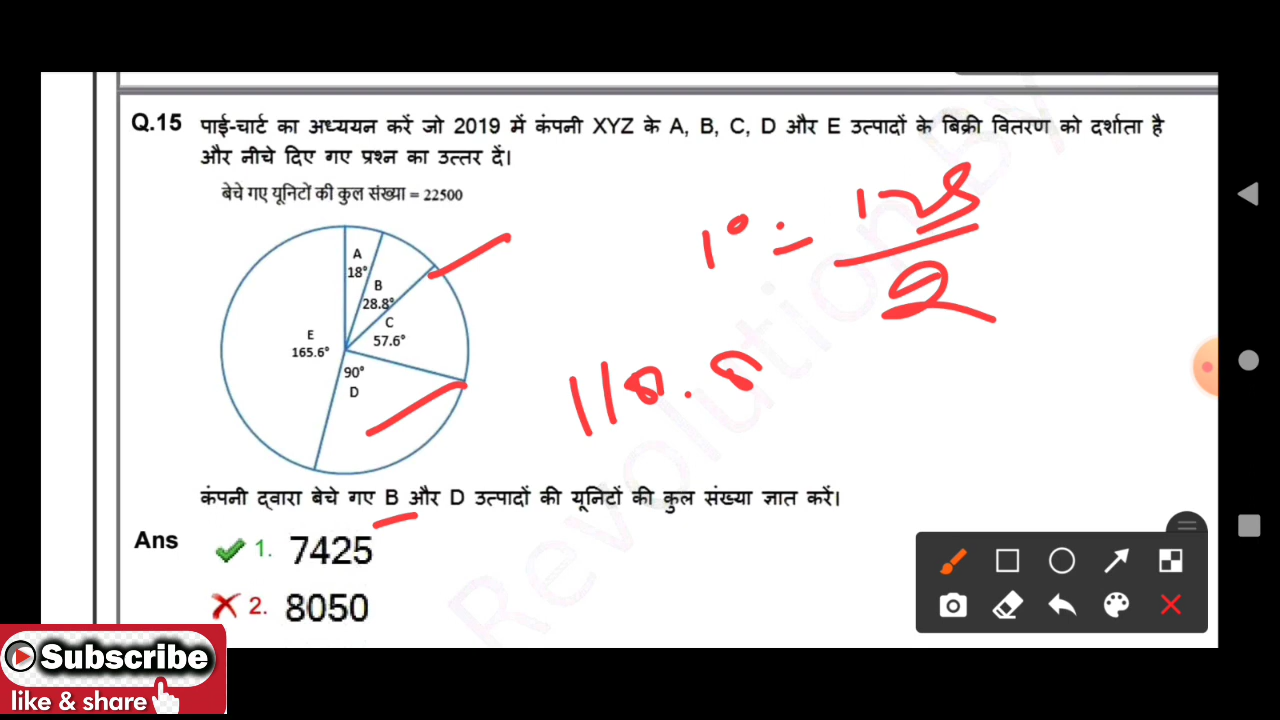 Q.15 पाई-चार्ट का अध्ययन करें जो 2019 में कंपनी XYZ के A, B, C, D और E उत्पादों के बिक्री वितरण को दर्शाता है
और नीचे दिए गए प्रश्न का उत्तर दें।
बेचे गए यूनिटों की कुल संख्या = 22500
A
18°
B
28.8°
C
57.6°
E
165.6°
90°
D
1° = 125
2
118.8
कंपनी द्वारा बेचे गए B और D उत्पादों की यूनिटों की कुल संख्या ज्ञात करें।
Ans 1. 7425
2. 8050
Revolution By
Subscribe
like & share